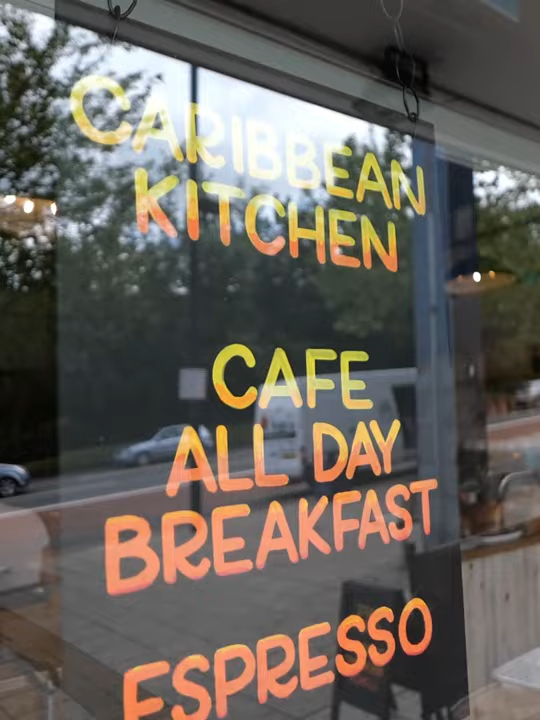 CARIBBEAN
KITCHEN
CAFE
ALL DAY
BREAKFAST
ESPRESSO